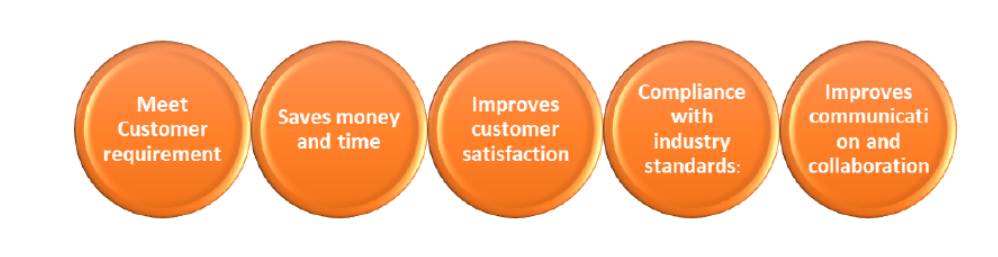 Meet
Customer
requirement
Saves money
and time
Improves
customer
satisfaction
Compliance
with
industry
standards:
Improves
communicati
on and
collaboration